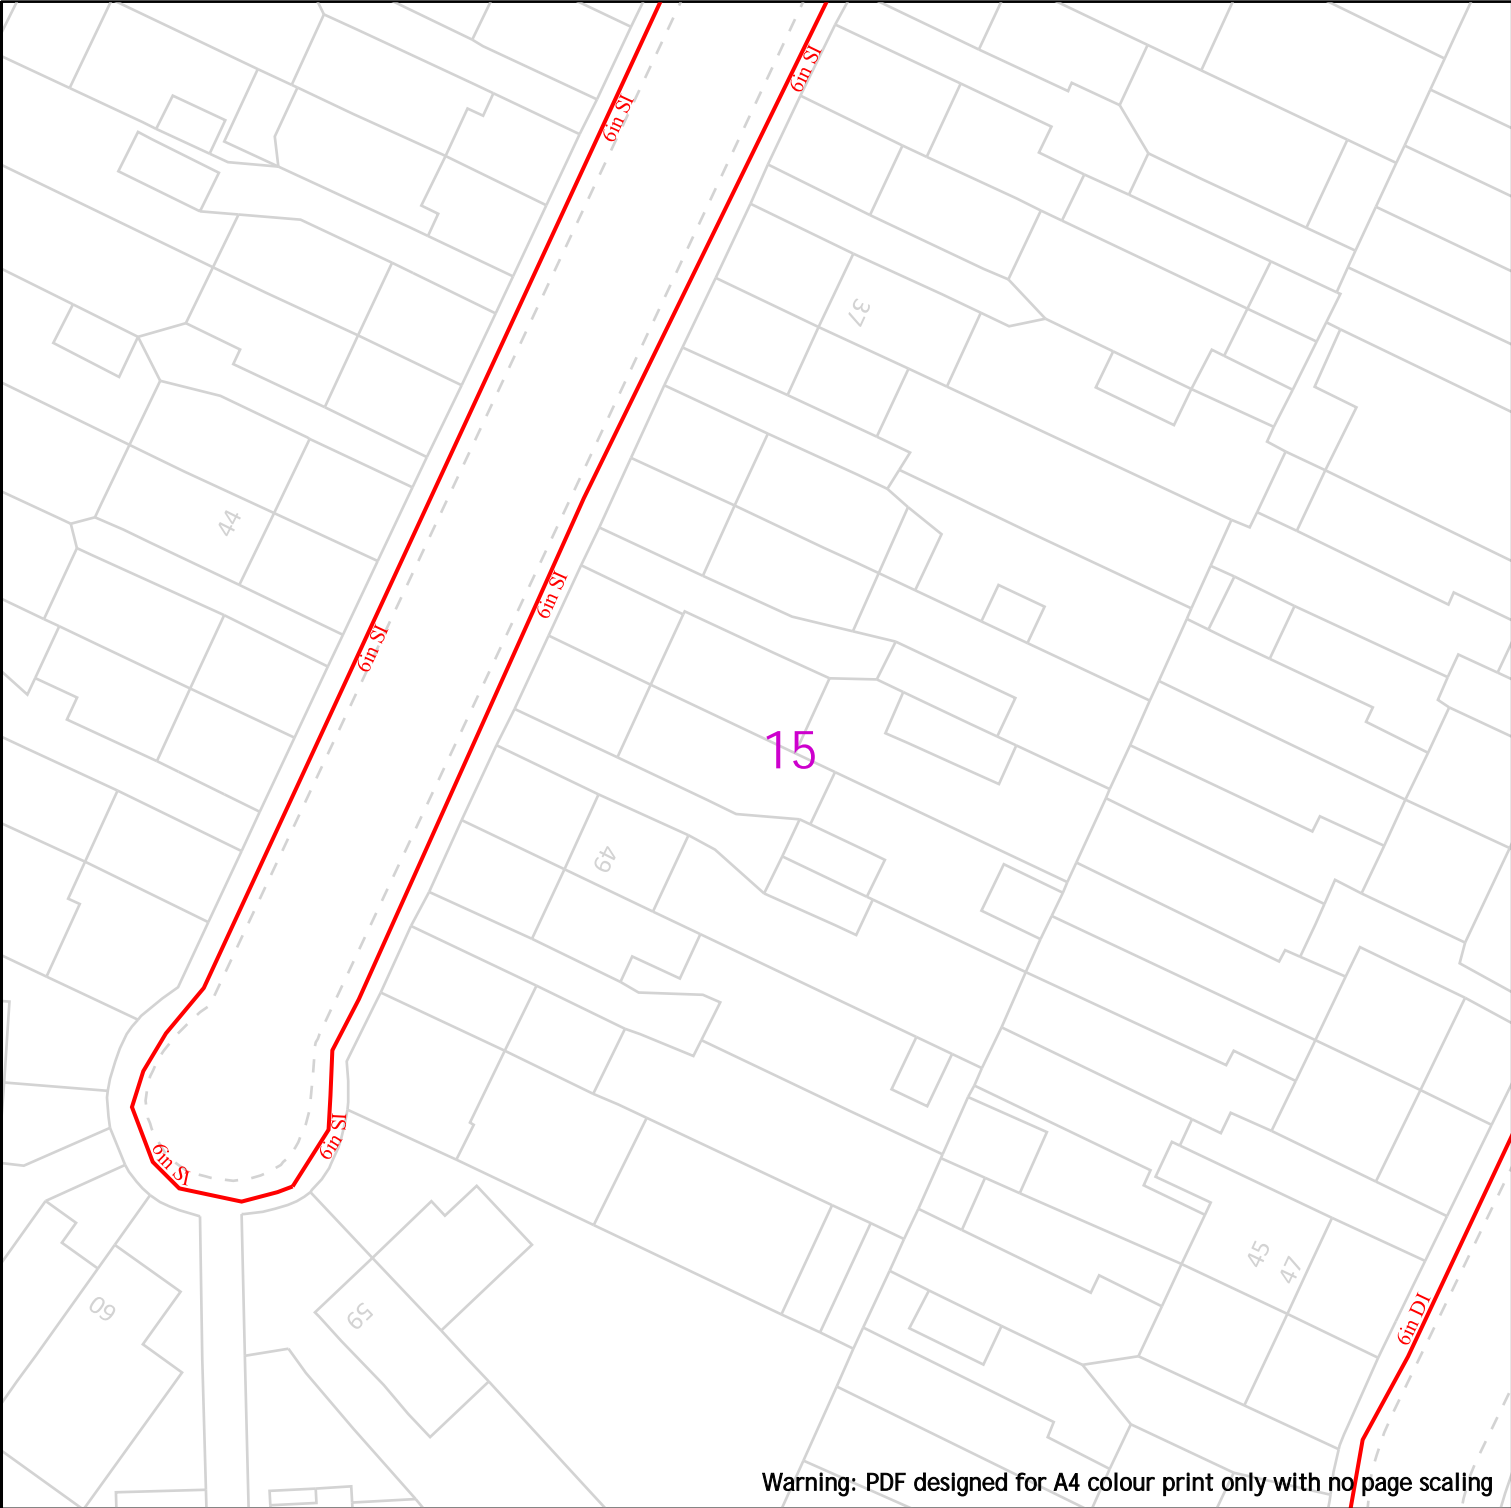 6in SI
6in SI
37
44
6in SI
6in SI
15
49
6in SI
6in SI
45
47
60
59
6in DI
Warning: PDF designed for A4 colour print only with no page scaling